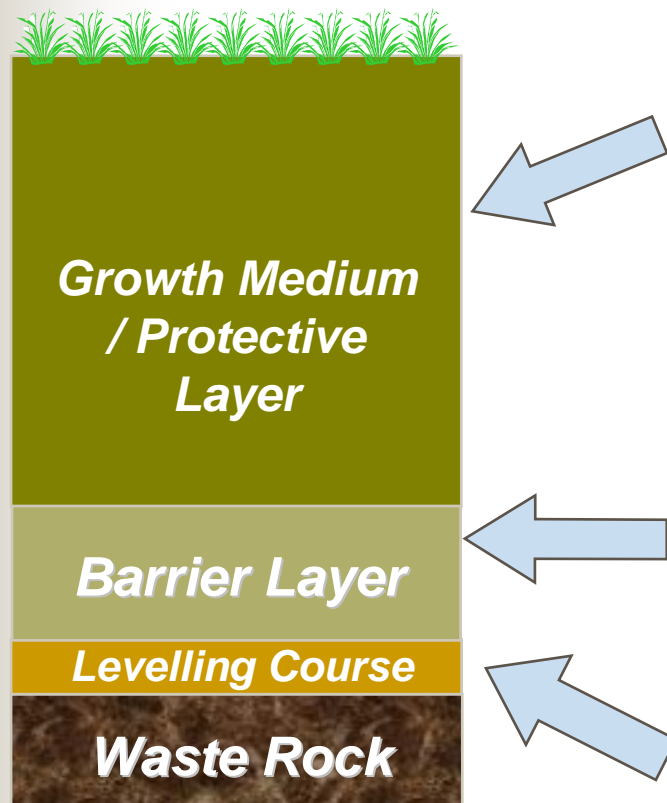 Growth Medium
/ Protective
Layer
Barrier Layer
Levelling Course
Waste Rock